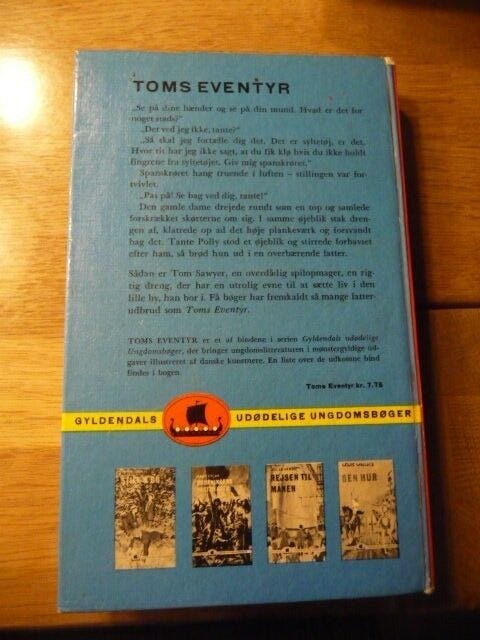 TOMS EVENTYR
„Se på dine hænder og se på din mund. Hvad er det for
noget stads?"
„Det ved jeg ikke, tante?"
„Så skal jeg fortælle dig det. Det er syltetøj, er det.
Hvor tit har jeg ikke sagt, at du fik klø hvis du ikke holdt
fingrene fra syltetøjet. Giv mig spanskrøret."
Spanskrøret hang truende i luften – stillingen var for-
tvivlet.
„Pas på! Se bag ved dig, tante!"
Den gamle dame drejede rundt som en top og samlede
forskrækket skørterne om sig. I samme øjeblik stak dren-
gen af, klatrede op ad det høje plankeværk og forsvandt
bag det. Tante Polly stod et øjeblik og stirrede forbavset
efter ham, så brød hun ud i en overbærende latter.
Sådan er Tom Sawyer, en overdådig spilopmager, en rig-
tig dreng, der har en utrolig evne til at sætte liv i den
lille by, han bor i. Få bøger har fremkaldt så mange latter-
udbrud som Toms Eventyr.
TOMS EVENTYR er et af bindene i serien Gyldendals udødelige
Ungdomsbøger, der bringer ungdomslitteraturen i mønstergyldige ud-
gaver illustreret af danske kunstnere. En liste over de udkomne bind
findes i bogen
Toms Eventyr kr. 7.75
GYLDENDALS UDØDELIGE UNGDOMSBØGER
REJSEN TIL
MÅNEN
LEWIS WALLACE
BEN HUR